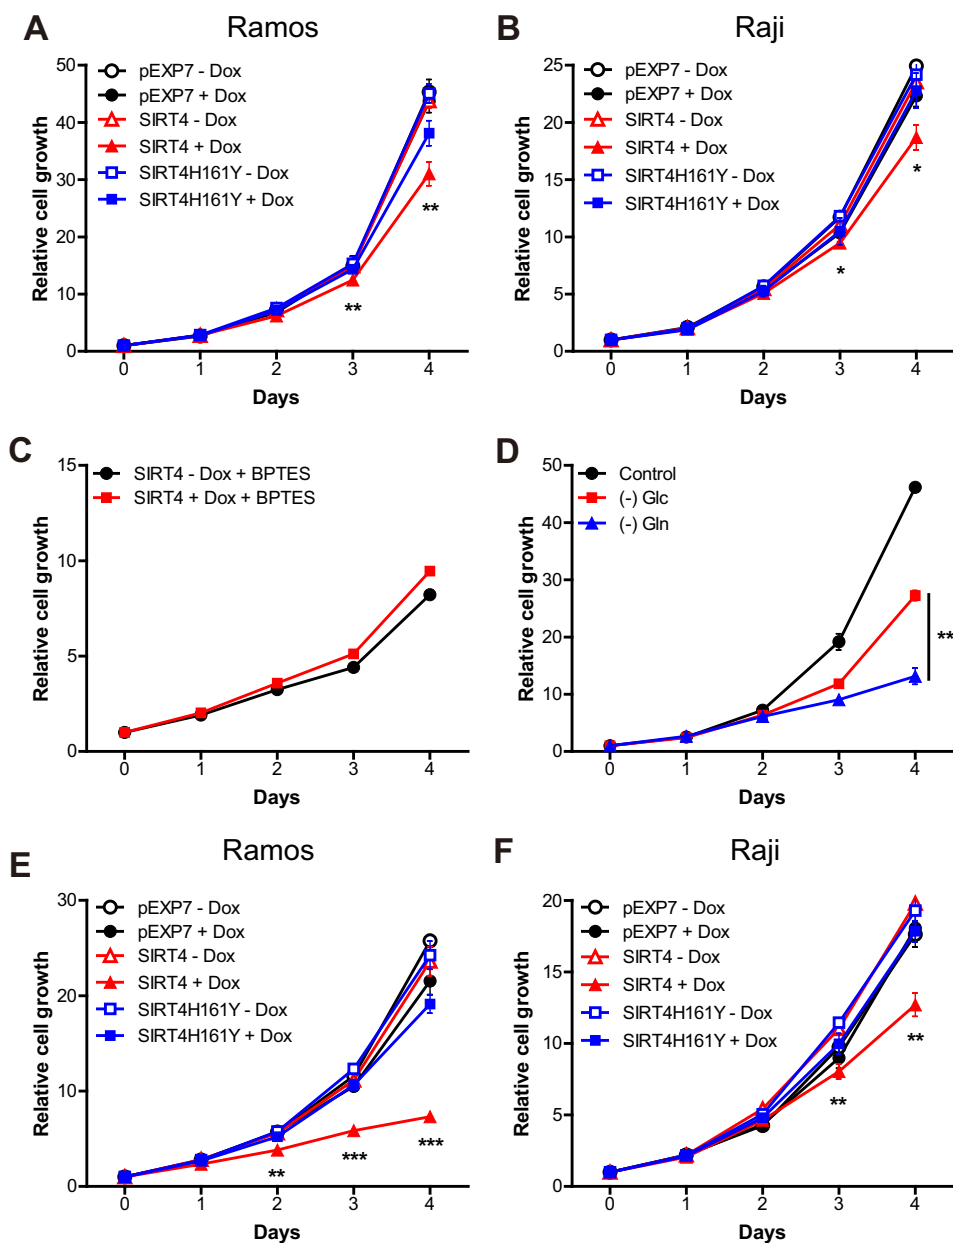 A
Ramos
Relative cell growth
50
40
30
20
10
0
pEXP7 - Dox
pEXP7 + Dox
SIRT4 - Dox
SIRT4 + Dox
SIRT4H161Y - Dox
SIRT4H161Y + Dox
**
**
0 1 2 3 4
Days
B
Raji
Relative cell growth
25
20
15
10
5
0
pEXP7 - Dox
pEXP7 + Dox
SIRT4 - Dox
SIRT4 + Dox
SIRT4H161Y - Dox
SIRT4H161Y + Dox
*
*
0 1 2 3 4
Days
C
Relative cell growth
15
10
5
0
SIRT4 - Dox + BPTES
SIRT4 + Dox + BPTES
0 1 2 3 4
Days
D
Relative cell growth
50
40
30
20
10
0
Control
(-) Glc
(-) Gln
**
0 1 2 3 4
Days
E
Ramos
Relative cell growth
30
20
10
0
pEXP7 - Dox
pEXP7 + Dox
SIRT4 - Dox
SIRT4 + Dox
SIRT4H161Y - Dox
SIRT4H161Y + Dox
**
***
***
0 1 2 3 4
Days
F
Raji
Relative cell growth
20
15
10
5
0
pEXP7 - Dox
pEXP7 + Dox
SIRT4 - Dox
SIRT4 + Dox
SIRT4H161Y - Dox
SIRT4H161Y + Dox
**
**
0 1 2 3 4
Days